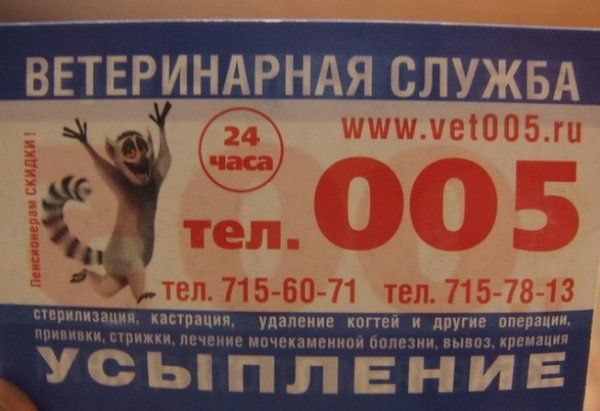 ВЕТЕРИНАРНАЯ СЛУЖБА
Пенсионерам СКИДКИ!
24
часа
www.vet005.ru
тел. 005
тел. 715-60-71 тел. 715-78-13
стерилизация, кастрация, удаление когтей и другие операции,
прививки, стрижки, лечение мочекаменной болезни, вывоз, кремация
УСЫПЛЕНИЕ